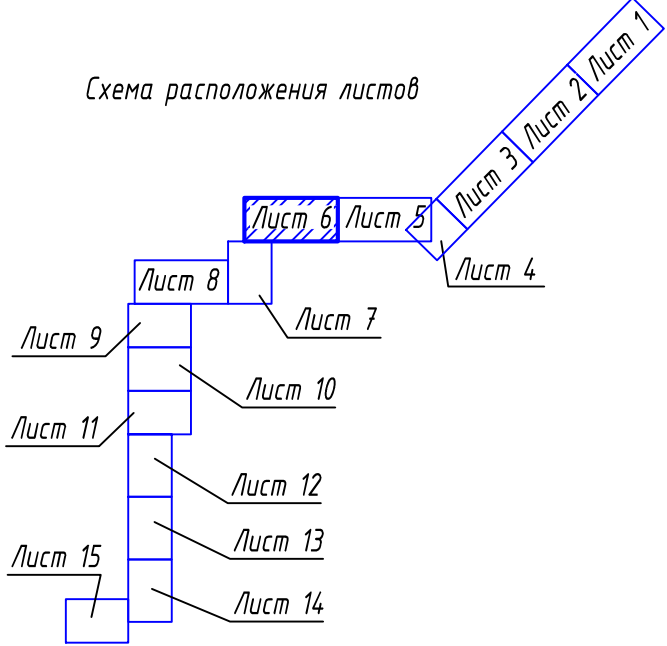 Схема расположения листов
Лист 1
Лист 2
Лист 3
Лист 4
Лист 5
Лист 6
Лист 7
Лист 8
Лист 9
Лист 10
Лист 11
Лист 12
Лист 13
Лист 14
Лист 15